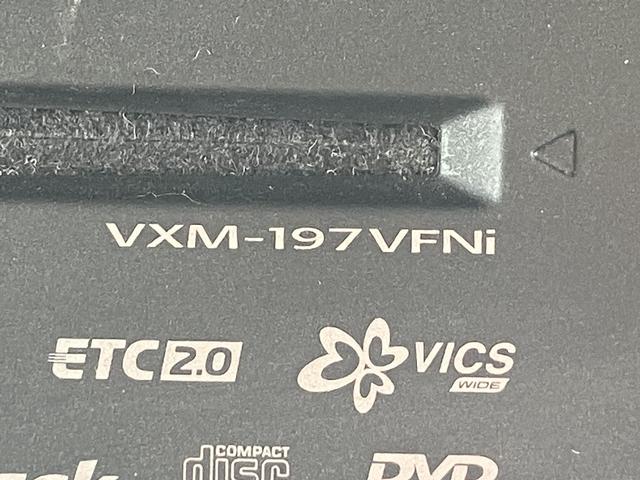 VXM-197VFNi
ETC 2.0 VICS
WIDE
COMPACT
disc DVD